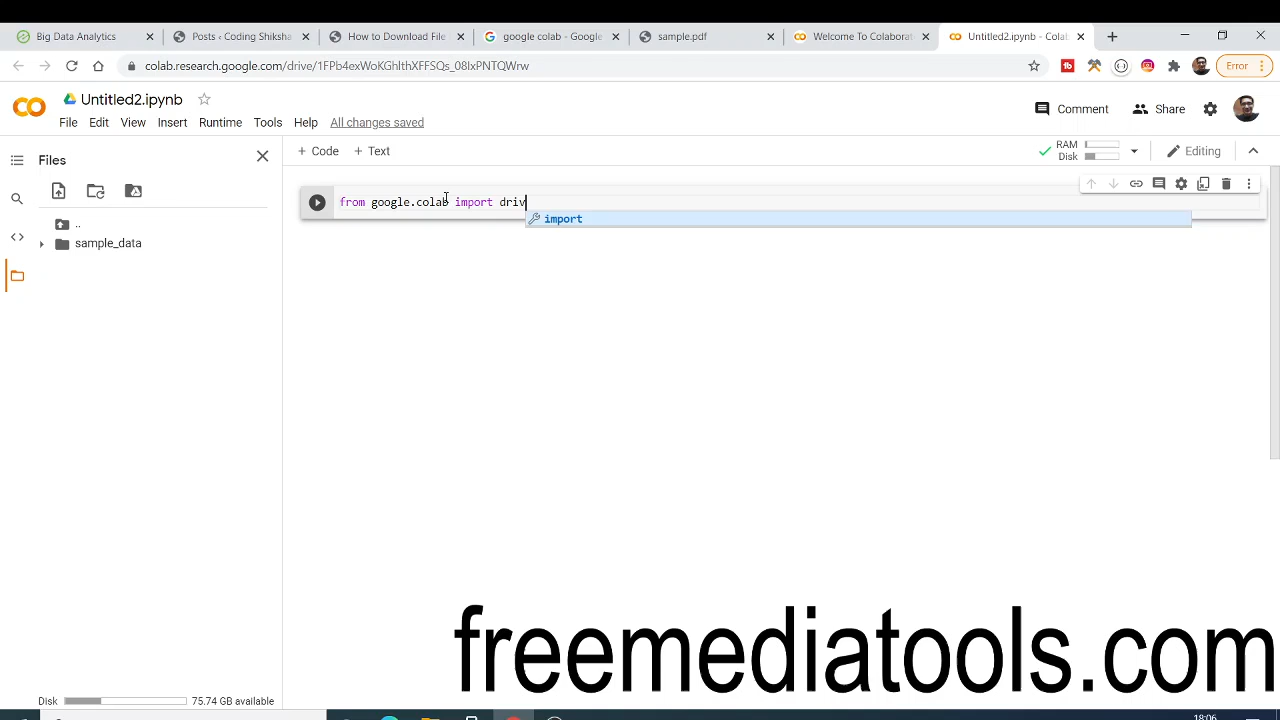 Big Data Analytics
Posts ‹ Coding Shiksha
How to Download File
google colab - Google
sample.pdf
Welcome To Colaborat
Untitled2.ipynb - Colab
colab.research.google.com/drive/1FPb4exWoKGhlthXFFSQs_08IxPNTQWrw
Error
Untitled2.ipynb
Comment
Share
File Edit View Insert Runtime Tools Help All changes saved
Files
+ Code + Text
RAM
Disk
Editing
from google.colab import driv
import
..
sample_data
freemediatools.com
Disk 75.74 GB available
18:06